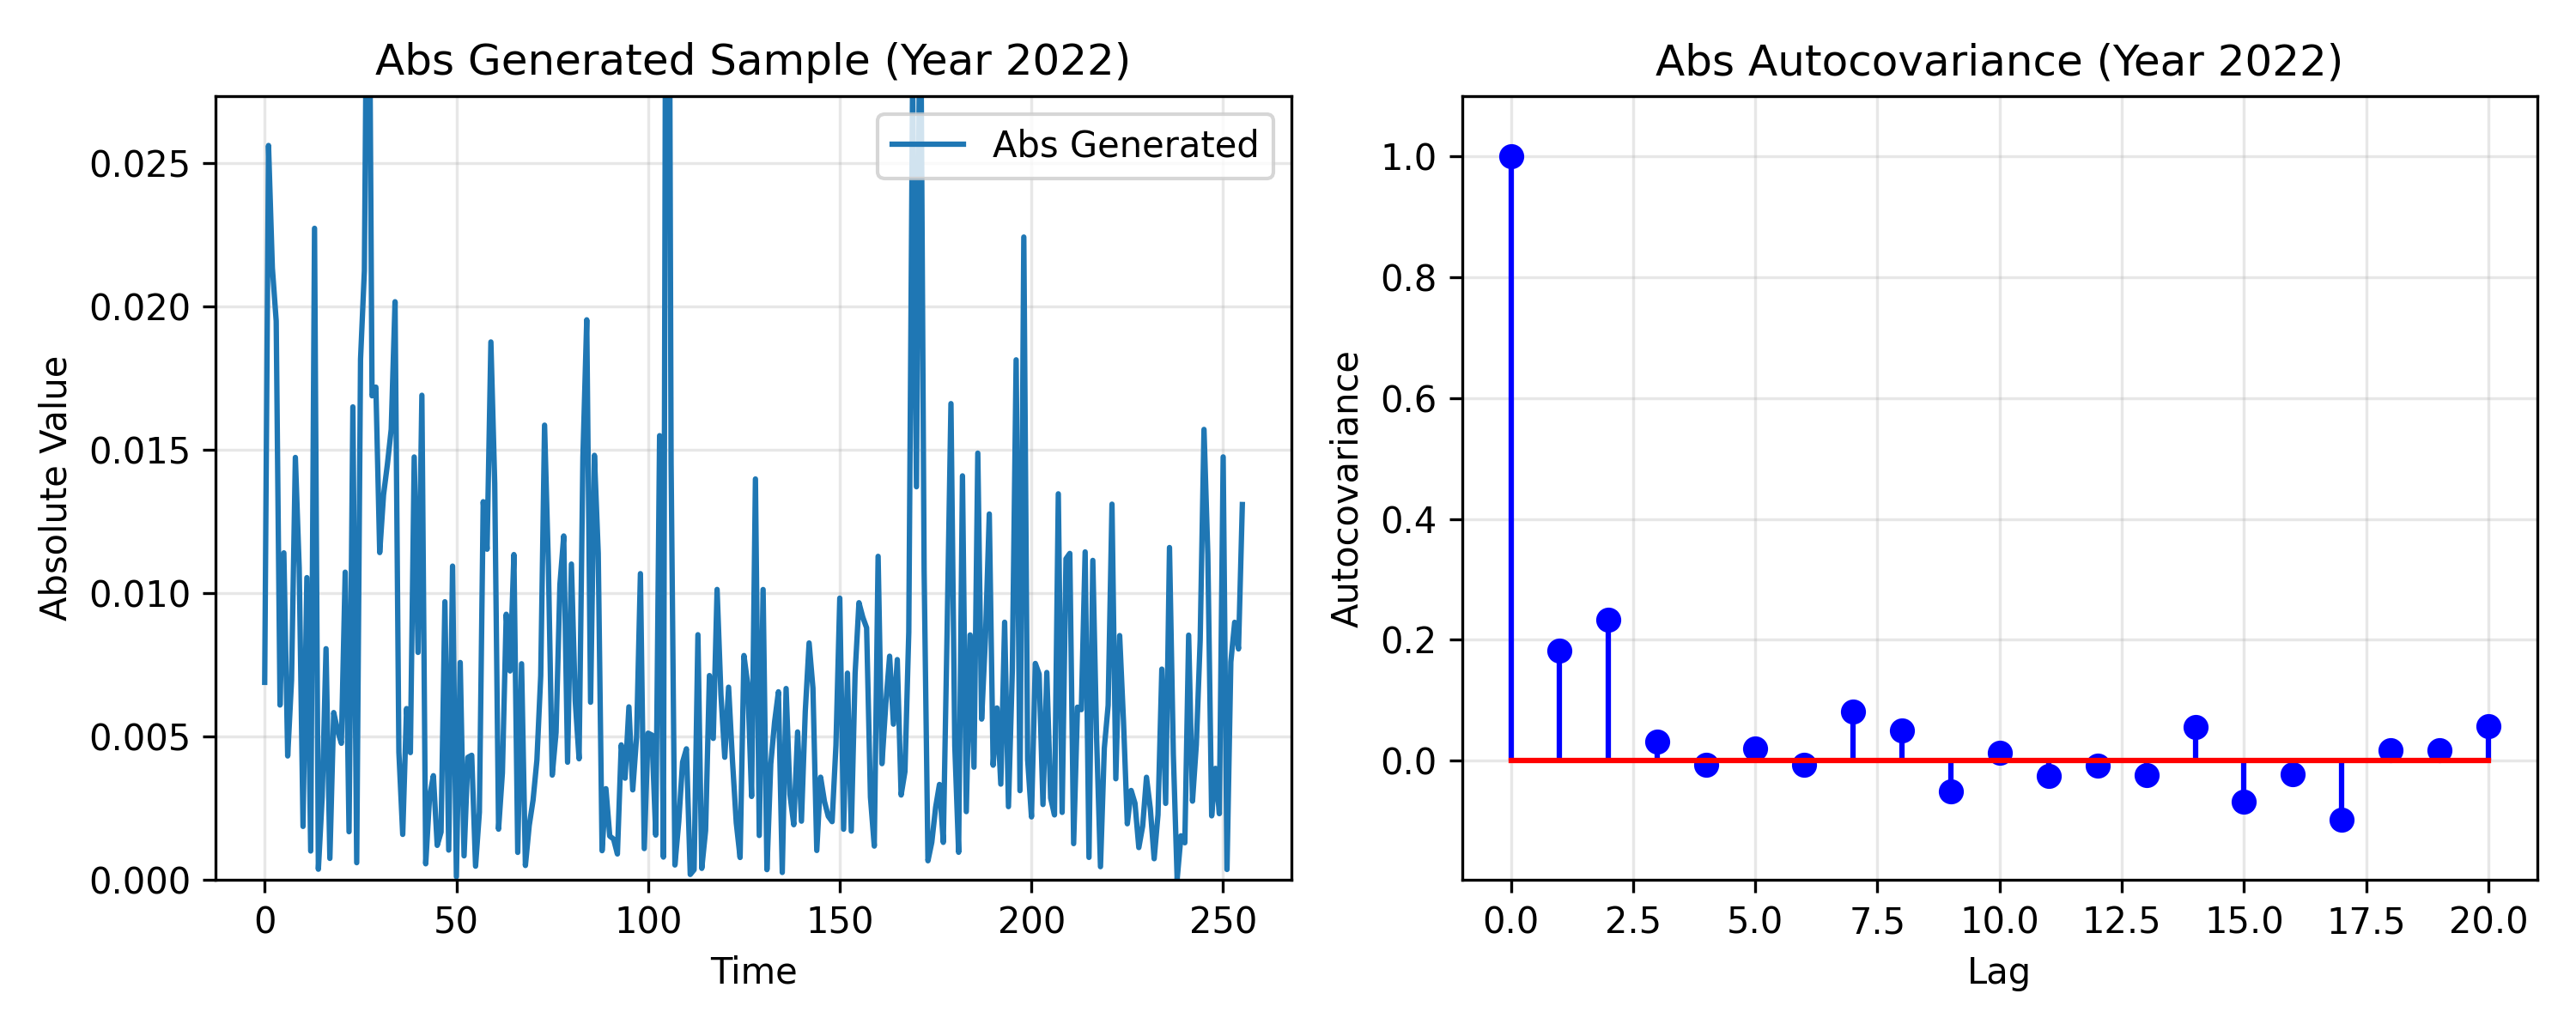 Abs Generated Sample (Year 2022)
Abs Generated
0.025
0.020
0.015
0.010
0.005
0.000
Absolute Value
0 50 100 150 200 250
Time
Abs Autocovariance (Year 2022)
1.0
0.8
0.6
0.4
0.2
0.0
Autocovariance
0.0 2.5 5.0 7.5 10.0 12.5 15.0 17.5 20.0
Lag